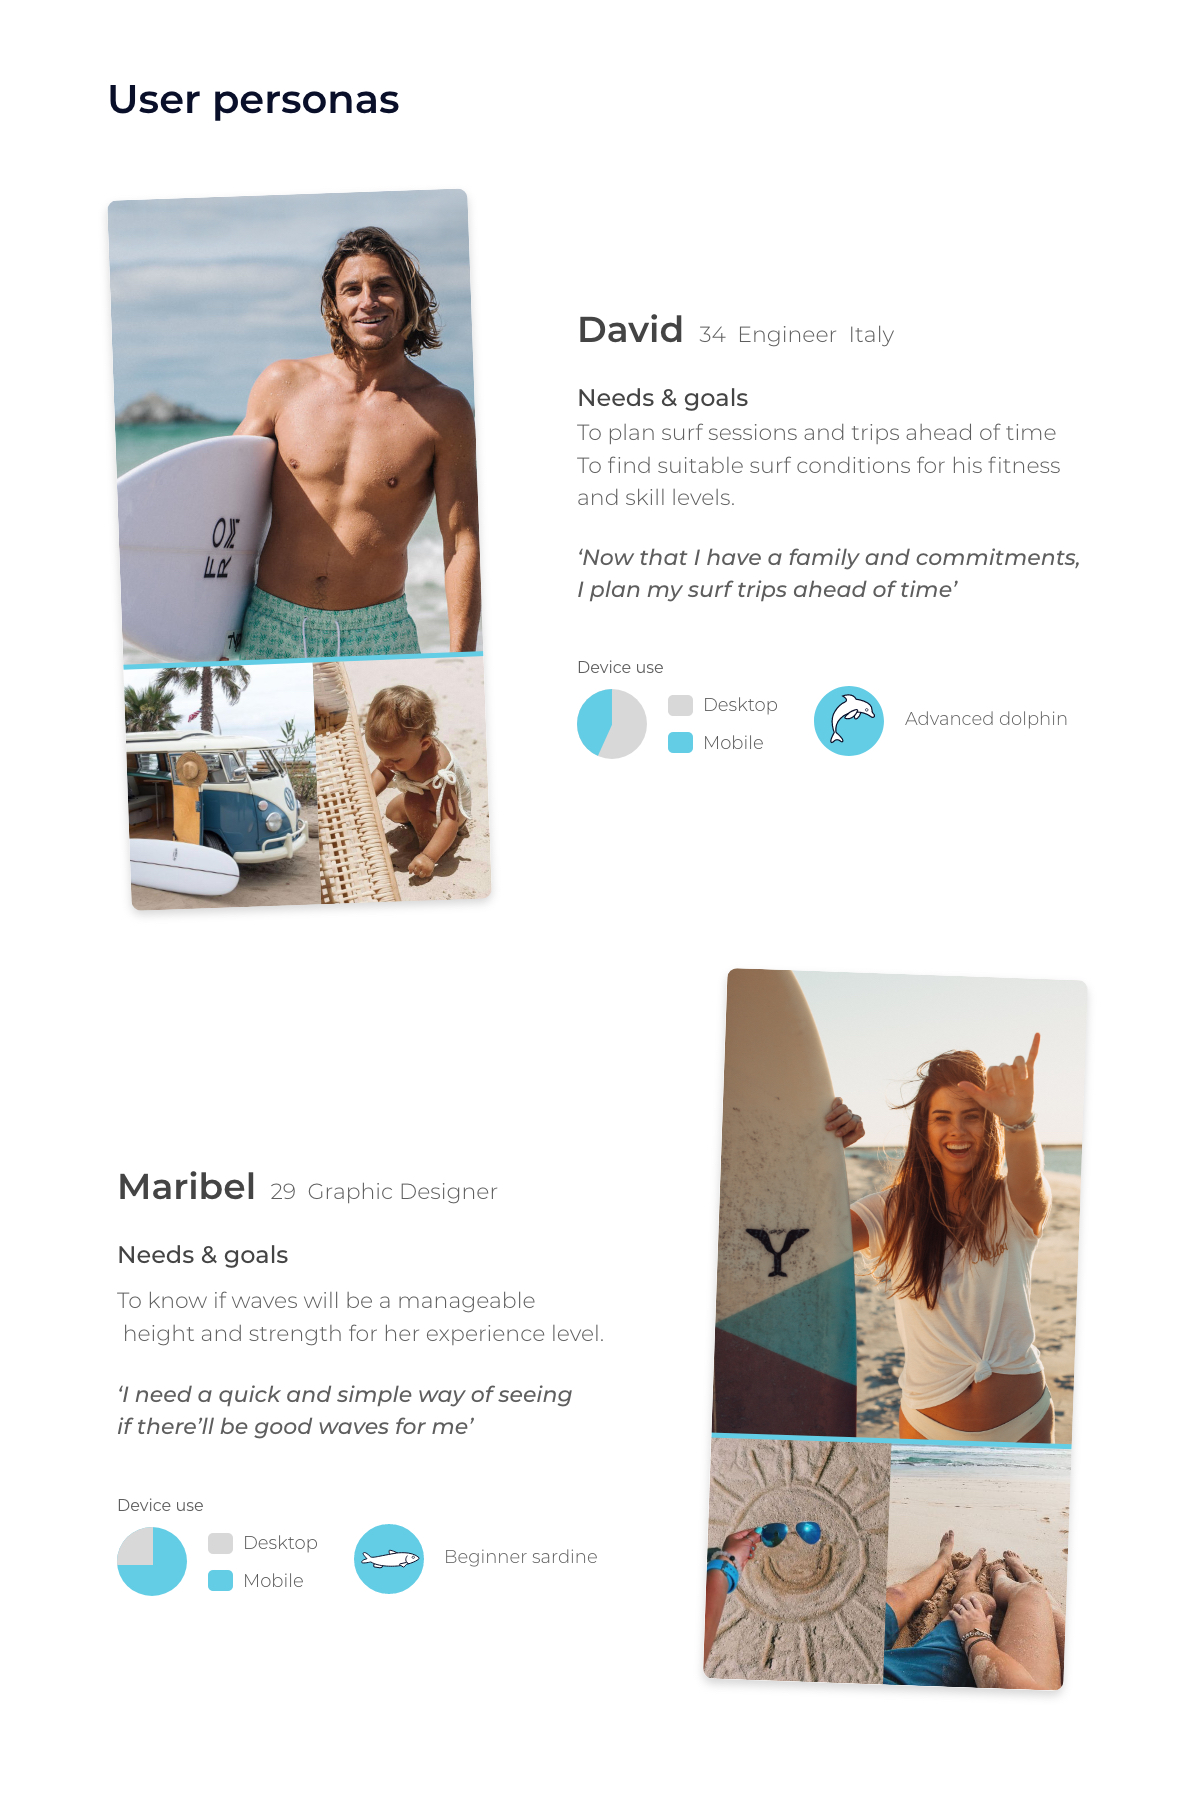 User personas
David 34 Engineer Italy
Needs & goals
To plan surf sessions and trips ahead of time
To find suitable surf conditions for his fitness
and skill levels.
‘Now that I have a family and commitments,
I plan my surf trips ahead of time’
Device use
Desktop
Mobile
Advanced dolphin
Maribel 29 Graphic Designer
Needs & goals
To know if waves will be a manageable
height and strength for her experience level.
‘I need a quick and simple way of seeing
if there’ll be good waves for me’
Device use
Desktop
Mobile
Beginner sardine